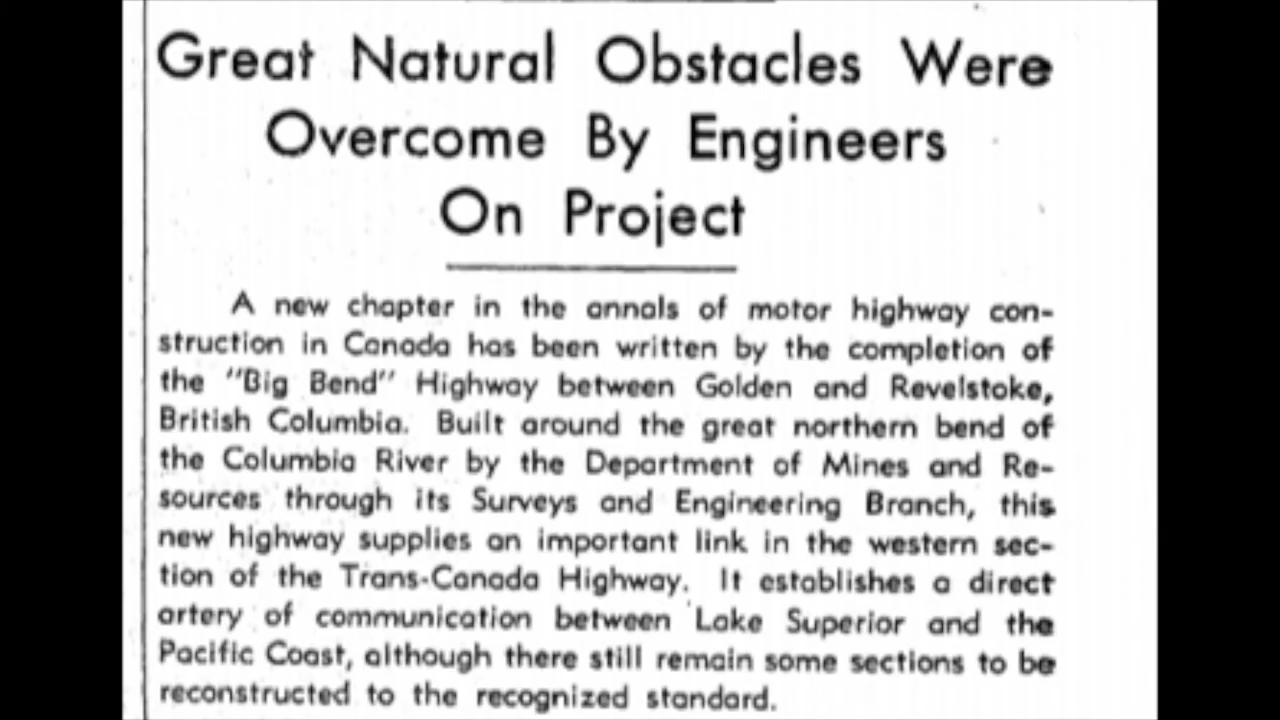 Great Natural Obstacles Were
Overcome By Engineers
On Project
A new chapter in the annals of motor highway con-
struction in Canada has been written by the completion of
the "Big Bend" Highway between Golden and Revelstoke,
British Columbia. Built around the great northern bend of
the Columbia River by the Department of Mines and Re-
sources through its Surveys and Engineering Branch, this
new highway supplies an important link in the western sec-
tion of the Trans-Canada Highway. It establishes a direct
artery of communication between Lake Superior and the
Pacific Coast, although there still remain some sections to be
reconstructed to the recognized standard.